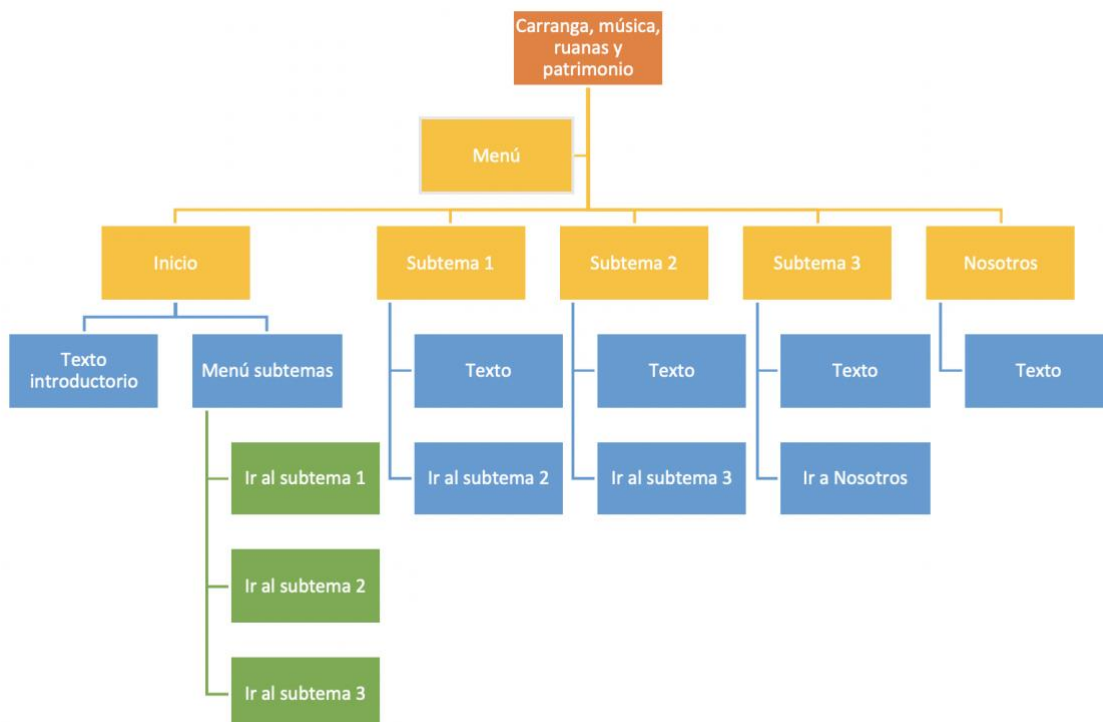 Carranga, música,
ruanas y
patrimonio
Menú
Inicio
Subtema 1
Subtema 2
Subtema 3
Nosotros
Texto
introductorio
Menú subtemas
Texto
Texto
Texto
Texto
Ir al subtema 1
Ir al subtema 2
Ir al subtema 3
Ir a Nosotros
Ir al subtema 2
Ir al subtema 3